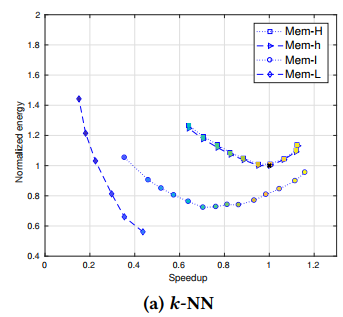 2
1.8
1.6
1.4
1.2
1
0.8
0.6
0.4
Normalized energy
Mem-H
Mem-h
Mem-l
Mem-L
0 0.2 0.4 0.6 0.8 1 1.2
Speedup
(a) k-NN